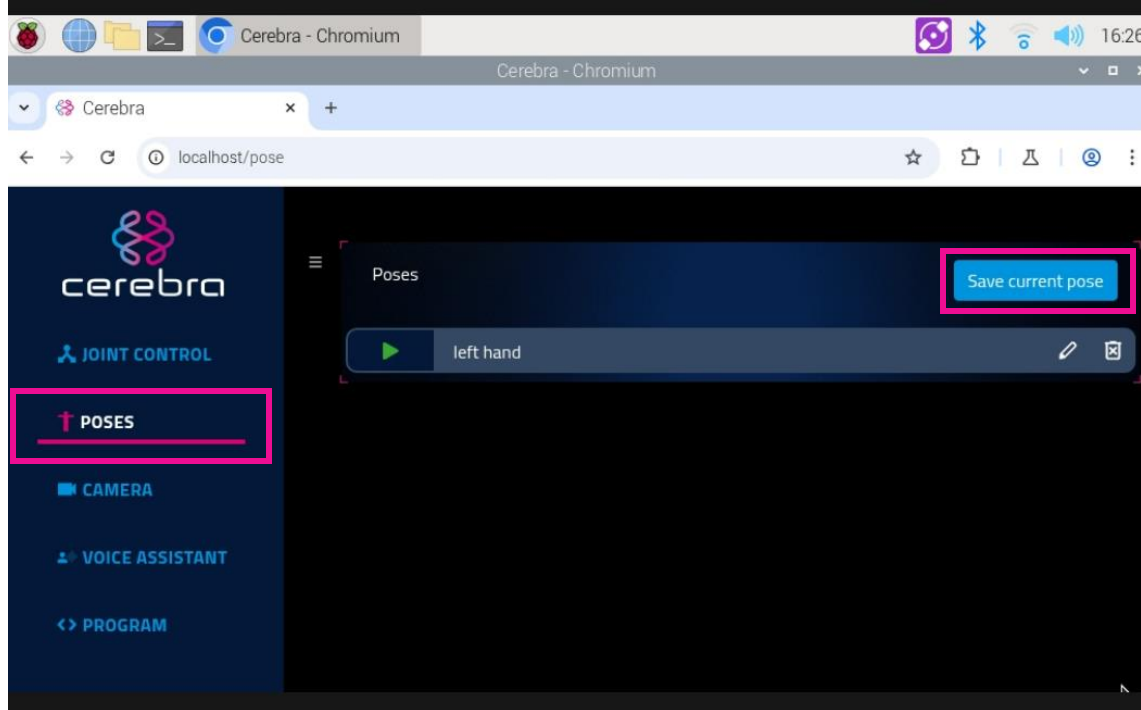 Cerebra - Chromium
16:26
Cerebra - Chromium
Cerebra
localhost/pose
cerebra
Poses
Save current pose
JOINT CONTROL
left hand
POSES
CAMERA
VOICE ASSISTANT
PROGRAM